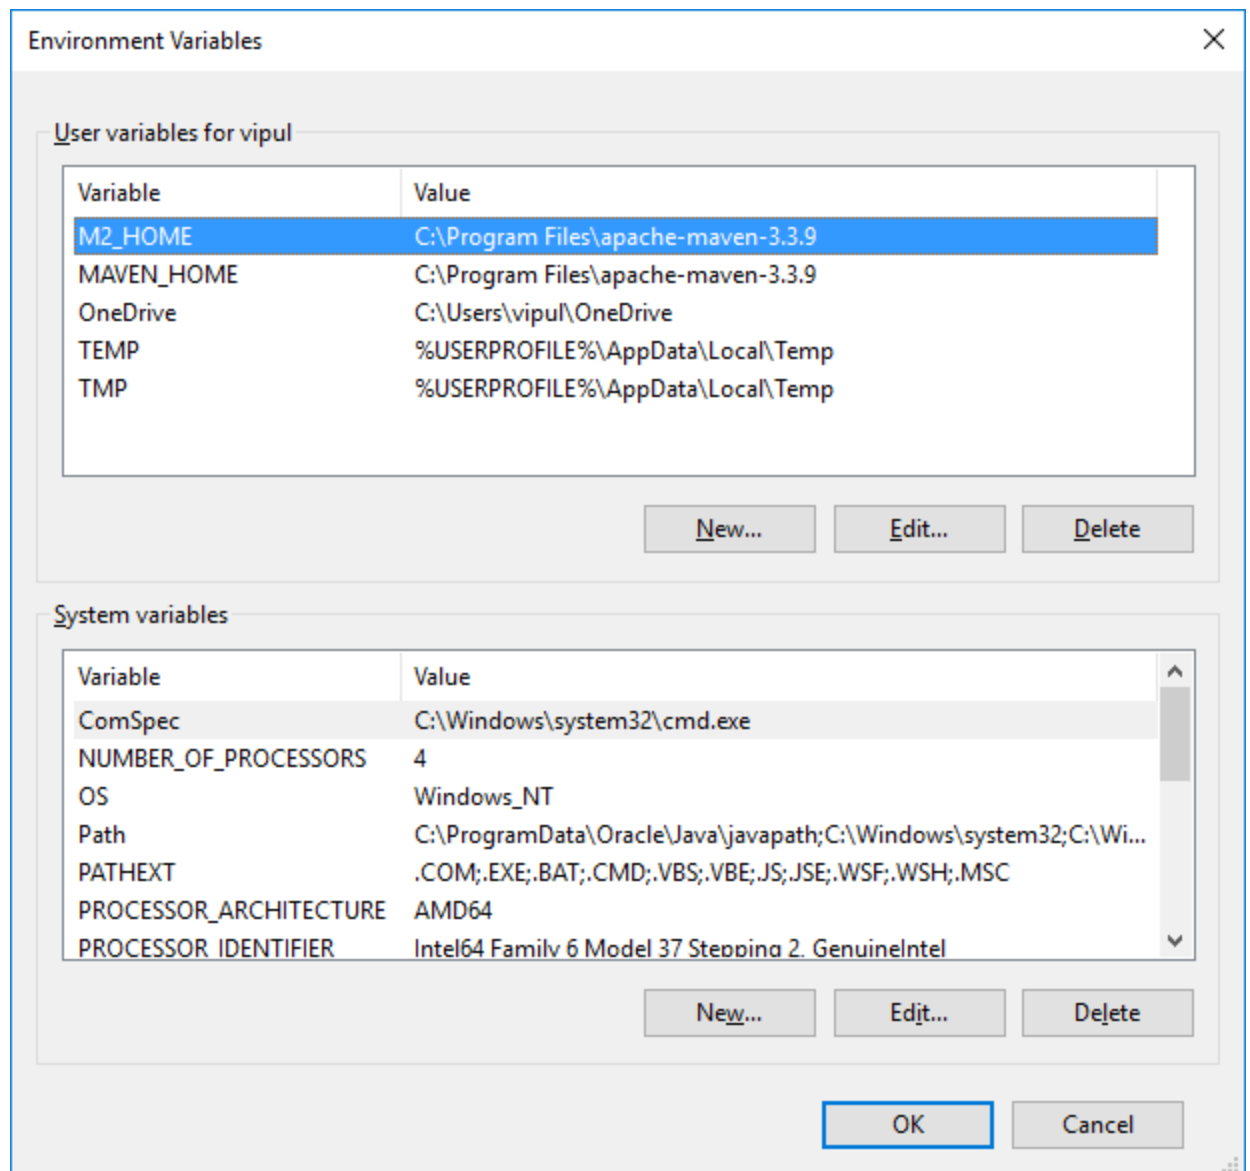 Environment Variables
User variables for vipul
Variable Value
M2_HOME C:\Program Files\apache-maven-3.3.9
MAVEN_HOME C:\Program Files\apache-maven-3.3.9
OneDrive C:\Users\vipul\OneDrive
TEMP %USERPROFILE%\AppData\Local\Temp
TMP %USERPROFILE%\AppData\Local\Temp
New... Edit... Delete
System variables
Variable Value
ComSpec C:\Windows\system32\cmd.exe
NUMBER_OF_PROCESSORS 4
OS Windows_NT
Path C:\ProgramData\Oracle\Java\javapath;C:\Windows\system32;C:\Wi...
PATHEXT .COM;.EXE;.BAT;.CMD;.VBS;.VBE;.JS;.JSE;.WSF;.WSH;.MSC
PROCESSOR_ARCHITECTURE AMD64
PROCESSOR_IDENTIFIER Intel64 Family 6 Model 37 Stepping 2, GenuineIntel
New... Edit... Delete
OK Cancel